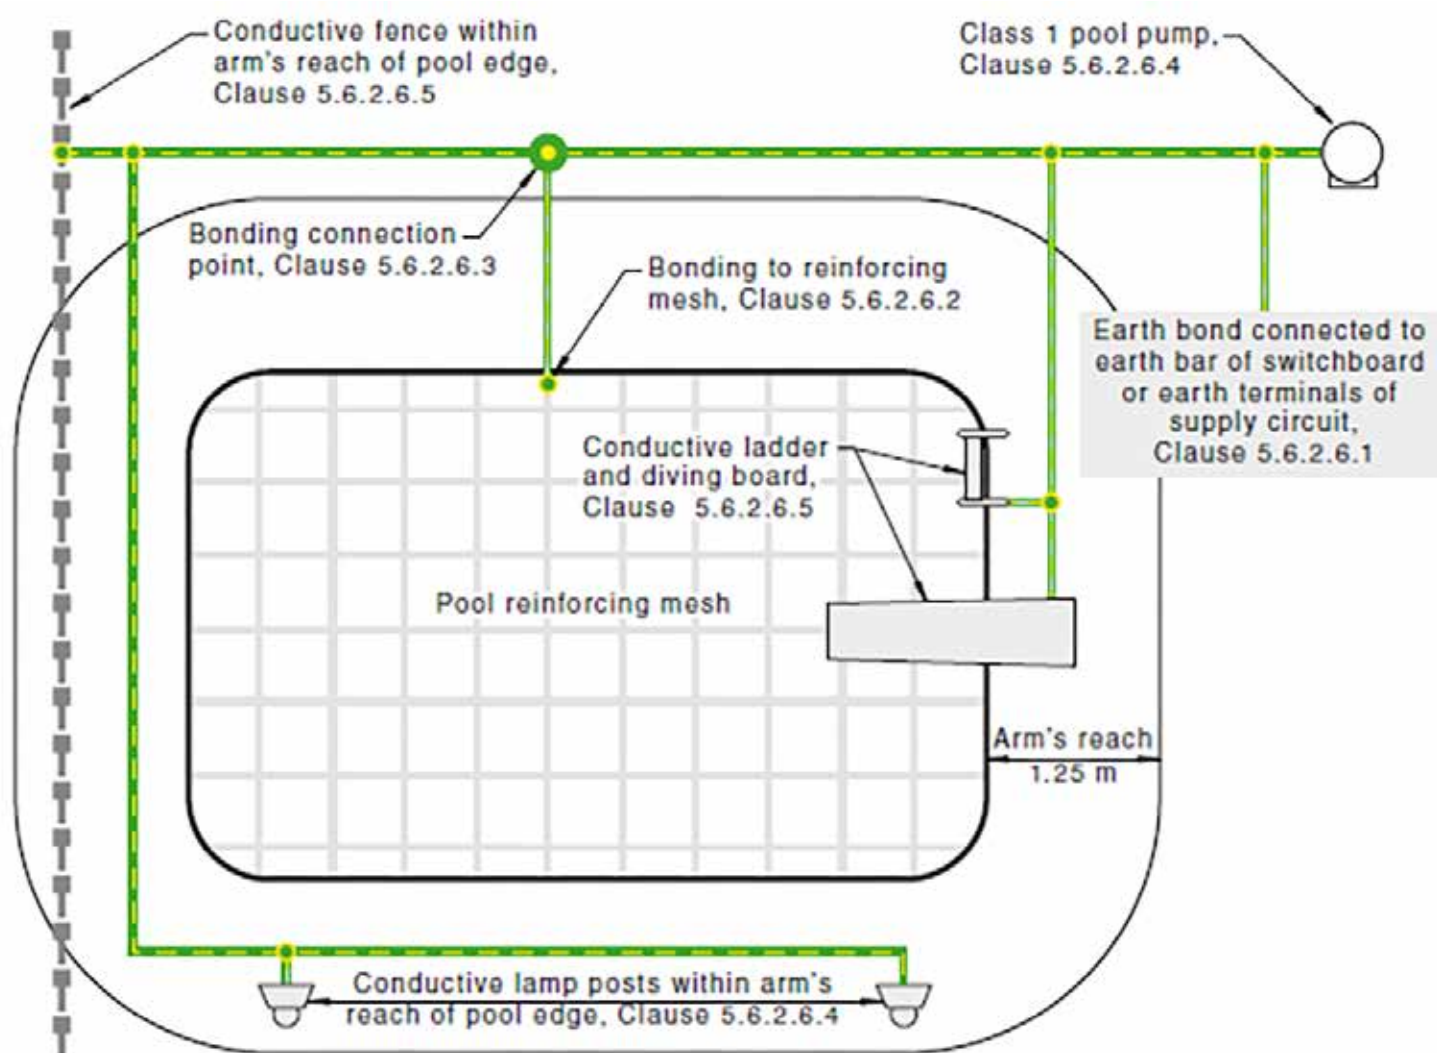 Conductive fence within
arm's reach of pool edge,
Clause 5.6.2.6.5
Class 1 pool pump,
Clause 5.6.2.6.4
Bonding connection
point, Clause 5.6.2.6.3
Bonding to reinforcing
mesh, Clause 5.6.2.6.2
Earth bond connected to
earth bar of switchboard
or earth terminals of
supply circuit,
Clause 5.6.2.6.1
Conductive ladder
and diving board,
Clause 5.6.2.6.5
Pool reinforcing mesh
Arm's reach
1.25 m
Conductive lamp posts within arm's
reach of pool edge, Clause 5.6.2.6.4